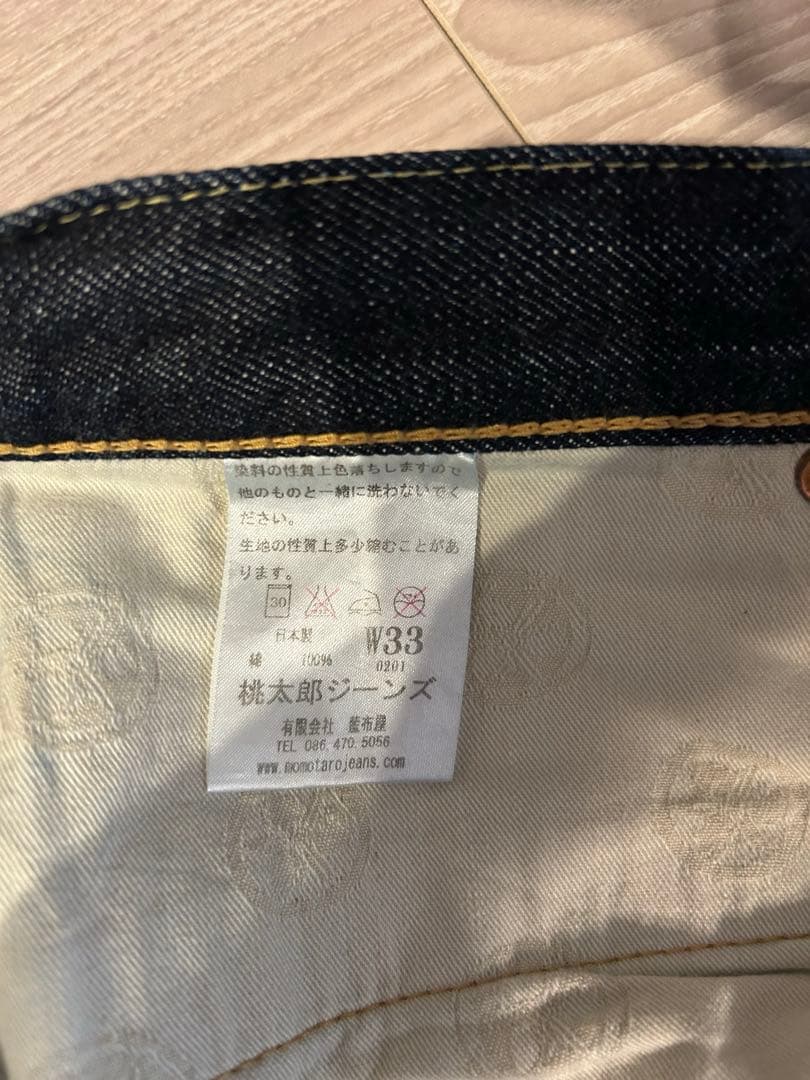 染料の性質上色落ちしますので
他のものと一緒に洗わないでく
ださい。
生地の性質上多少縮むことがあ
ります。
30
日本製 W33
綿 100% 0201
桃太郎ジーンズ
有限会社 藍布屋
TEL 086.470.5056
www.momotarojeans.com